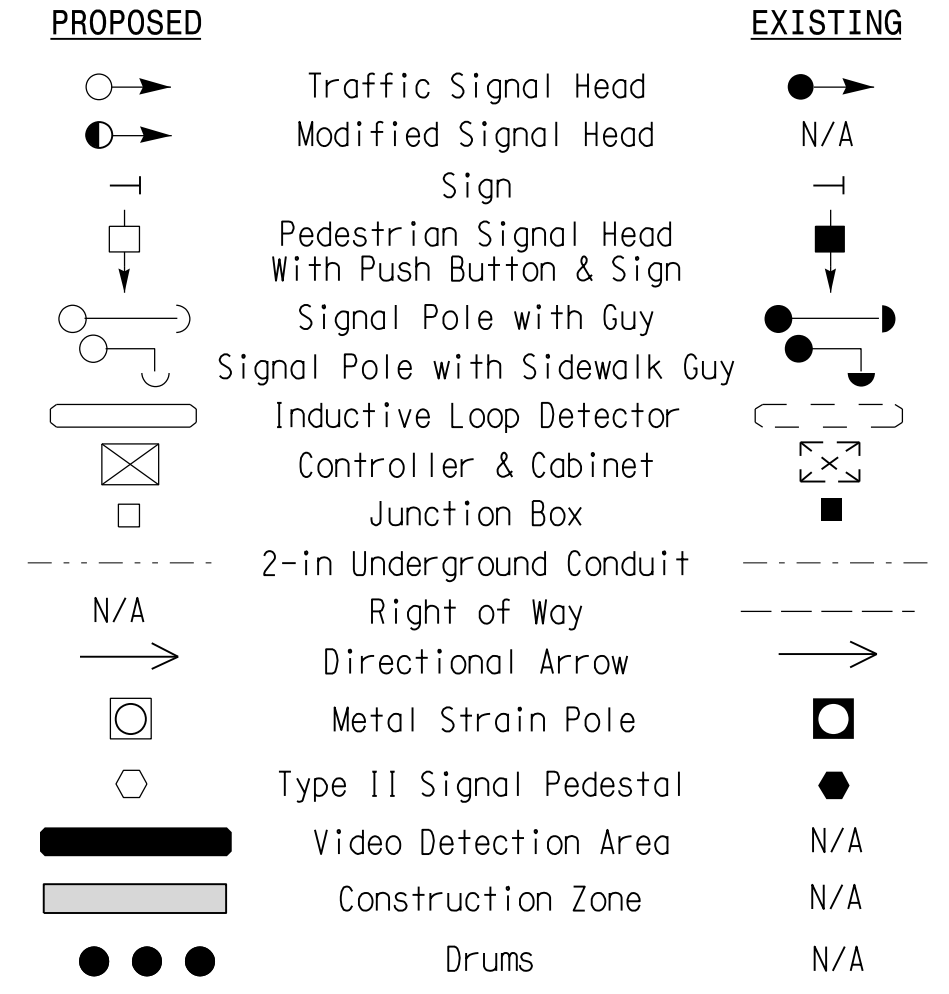 PROPOSED EXISTING
Traffic Signal Head
Modified Signal Head N/A
Sign
Pedestrian Signal Head
With Push Button & Sign
Signal Pole with Guy
Signal Pole with Sidewalk Guy
Inductive Loop Detector
Controller & Cabinet
Junction Box
2-in Underground Conduit
N/A Right of Way
Directional Arrow
Metal Strain Pole
Type II Signal Pedestal
Video Detection Area N/A
Construction Zone N/A
Drums N/A